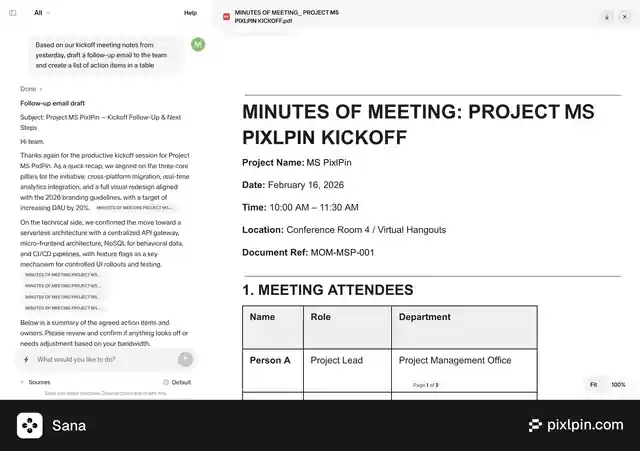 All
Help
Based on our kickoff meeting notes from
yesterday, draft a follow-up email to the team
and create a list of action items in a table
M
Done
Follow-up email draft
Subject: Project MS PixlPin – Kickoff Follow-Up & Next
Steps
Hi team,
Thanks again for the productive kickoff session for Project
MS PixlPin. As a quick recap, we aligned on the three core
pillars for the initiative: cross-platform migration, real-time
analytics integration, and a full visual redesign aligned
with the 2026 branding guidelines, with a target of
increasing DAU by 20%. MINUTES OF MEETING PROJECT MS...
On the technical side, we confirmed the move toward a
serverless architecture with a centralized API gateway,
micro-frontend architecture, NoSQL for behavioral data,
and CI/CD pipelines, with feature flags as a key
mechanism for controlled UI rollouts and testing.
MINUTES OF MEETING PROJECT MS...
MINUTES OF MEETING PROJECT MS...
MINUTES OF MEETING PROJECT MS...
MINUTES OF MEETING PROJECT MS...
Below is a summary of the agreed action items and
owners. Please review and confirm if anything looks off or
needs adjustment based on your bandwidth.
What would you like to do?
Sources
Default
MINUTES OF MEETING_ PROJECT MS
PIXLPIN KICKOFF.pdf
MINUTES OF MEETING: PROJECT MS
PIXLPIN KICKOFF
Project Name: MS PixlPin
Date: February 16, 2026
Time: 10:00 AM – 11:30 AM
Location: Conference Room 4 / Virtual Hangouts
Document Ref: MOM-MSP-001
1. MEETING ATTENDEES
Name Role Department
Person A Project Lead Project Management Office
Page 1 of 3
Fit 100%
Sana
pixlpin.com